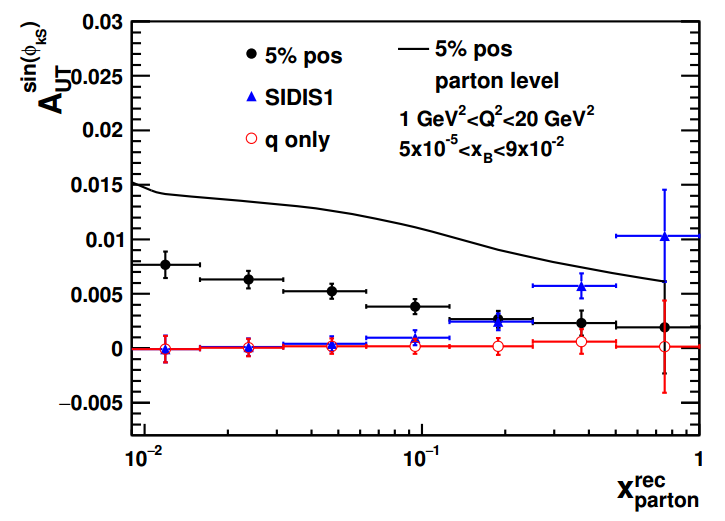 A_UT^sin(ϕ_kS)
0.03
0.025
0.02
0.015
0.01
0.005
0
−0.005
5% pos
SIDIS1
q only
5% pos
parton level
1 GeV²<Q²<20 GeV²
5x10⁻⁵<x_B<9x10⁻²
10⁻²
10⁻¹
1
x_parton^rec